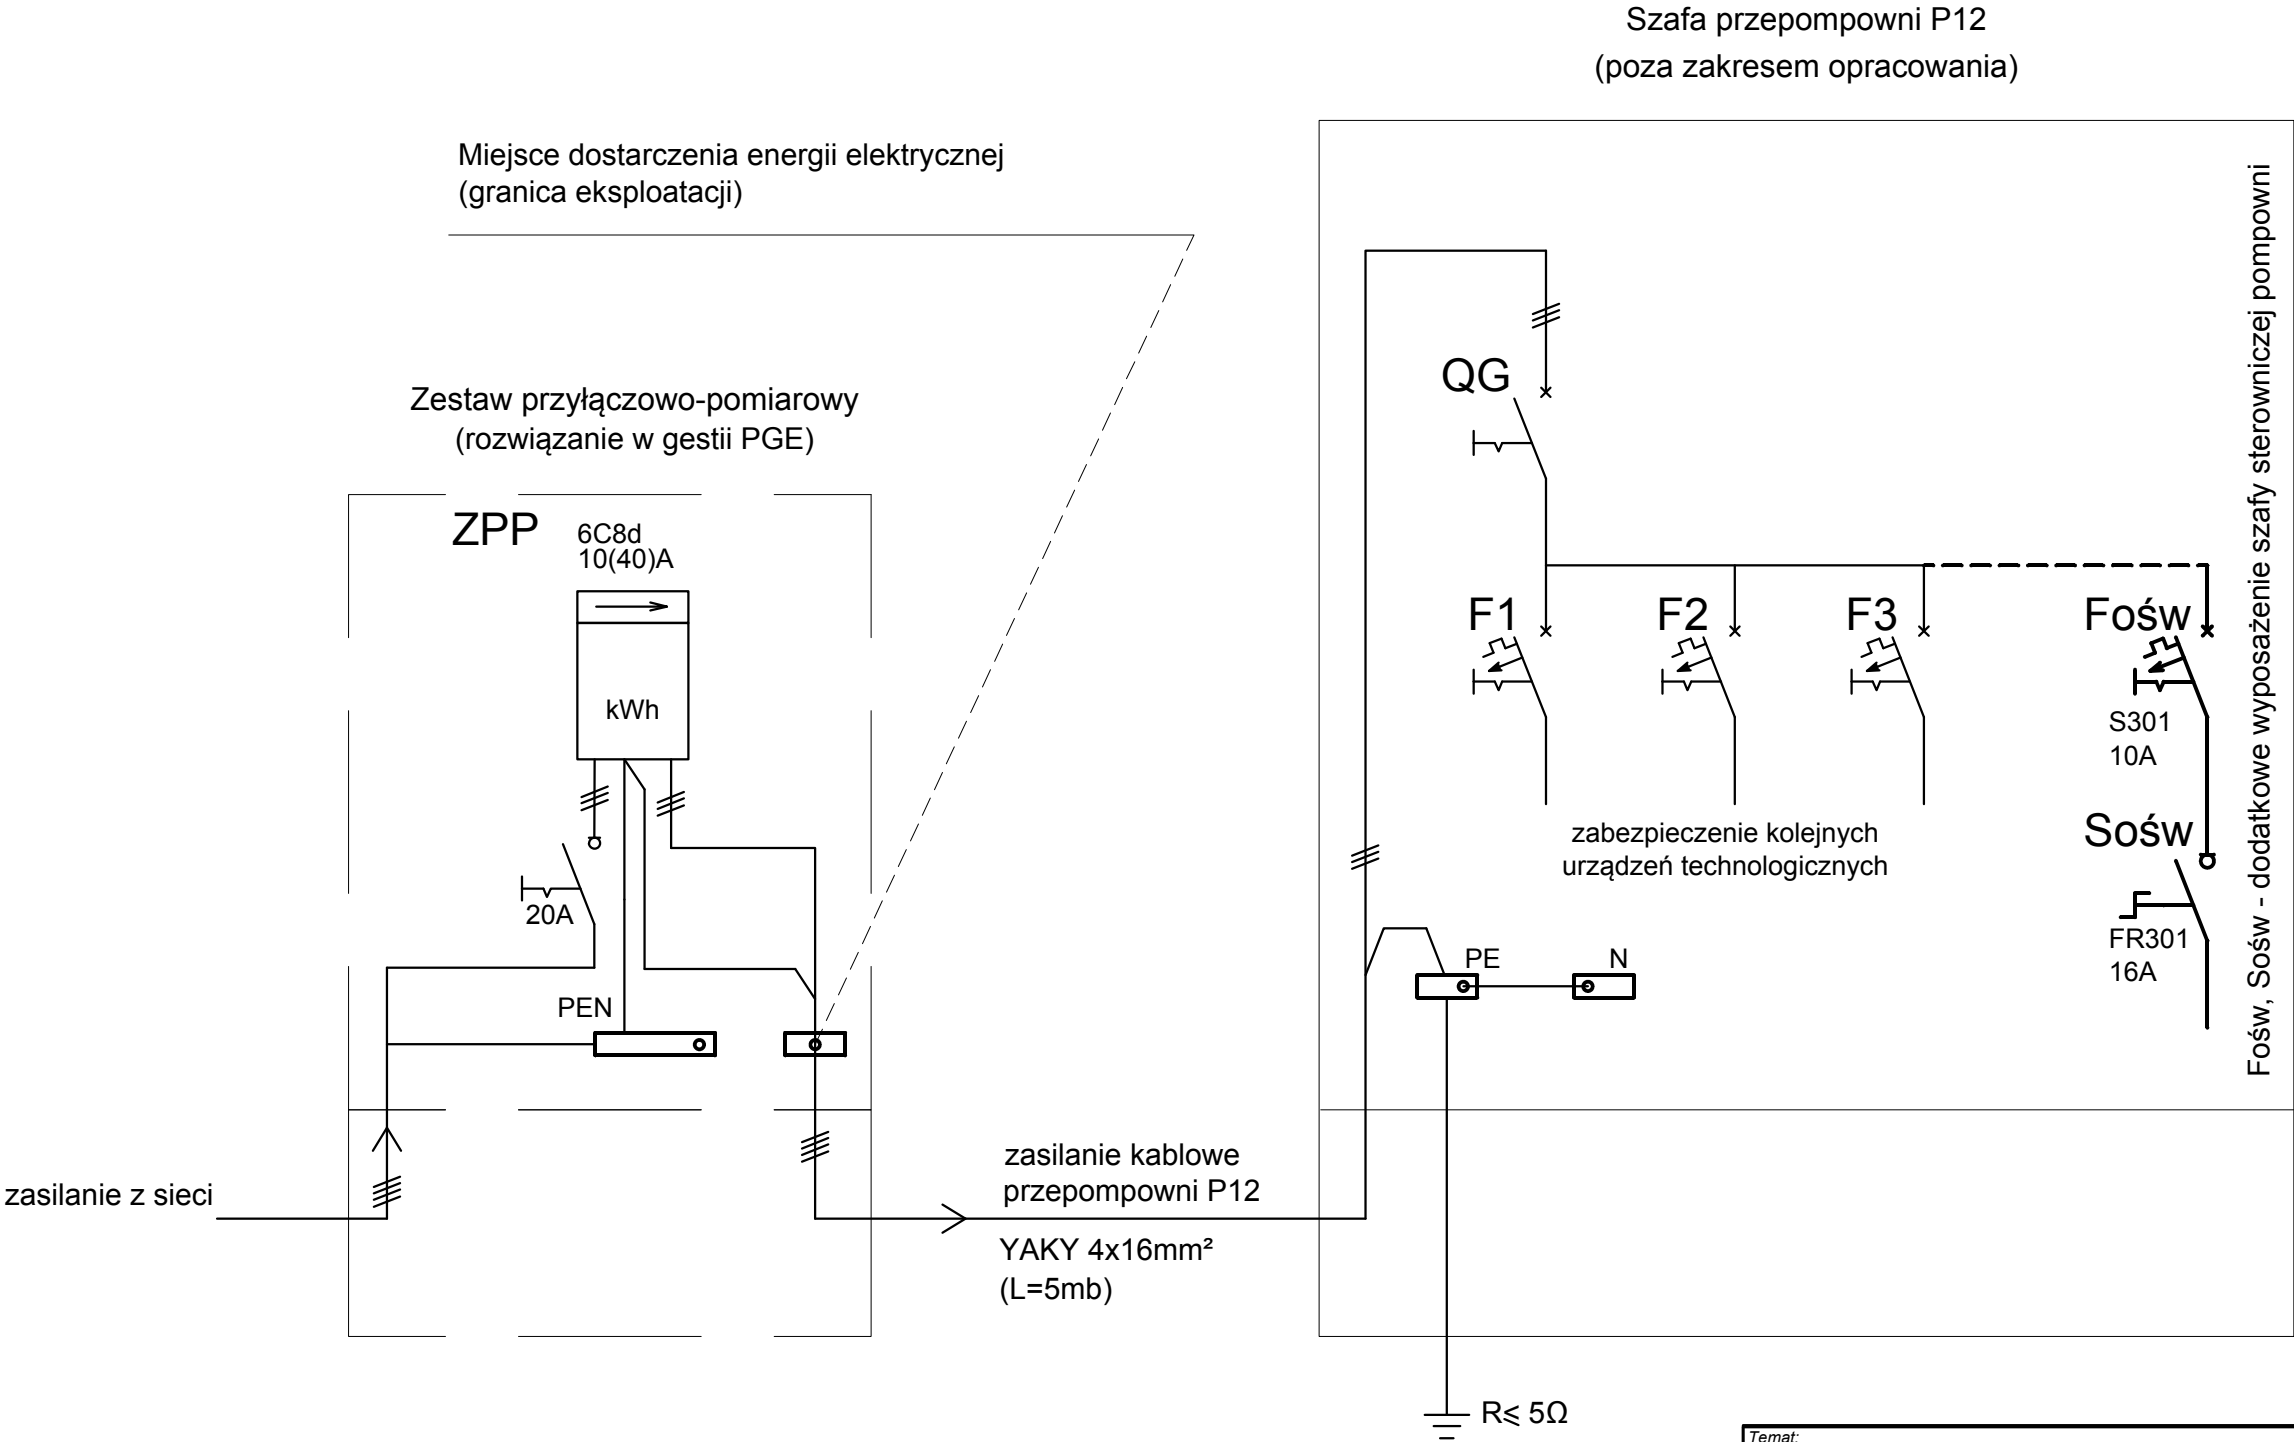 Szafa przepompowni P12
(poza zakresem opracowania)
Miejsce dostarczenia energii elektrycznej
(granica eksploatacji)
Zestaw przyłączowo-pomiarowy
(rozwiązanie w gestii PGE)
ZPP
6C8d
10(40)A
kWh
20A
PEN
zasilanie z sieci
zasilanie kablowe
przepompowni P12
YAKY 4x16mm²
(L=5mb)
QG
F1
F2
F3
Fośw
S301
10A
zabezpieczenie kolejnych
urządzeń technologicznych
Sośw
FR301
16A
PE
N
R⩽ 5Ω
Fośw, Sośw - dodatkowe wyposażenie szafy sterowniczej pompowni
Temat: